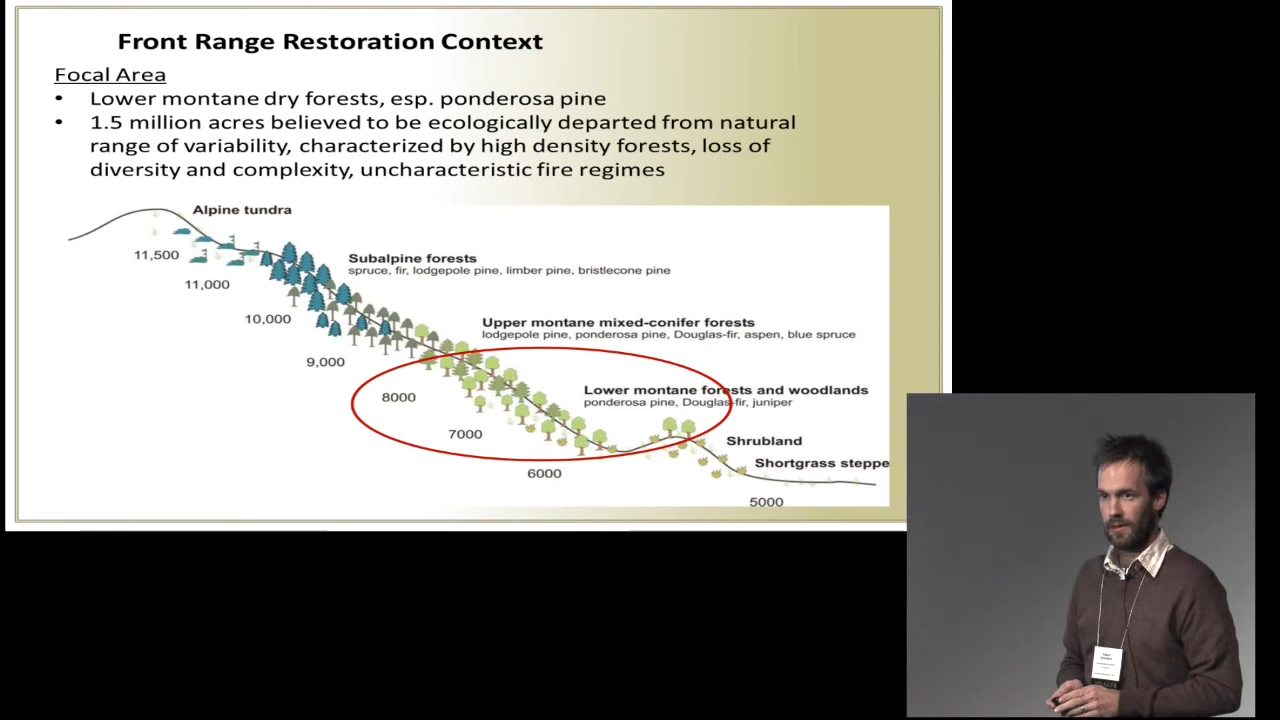 Front Range Restoration Context
Focal Area
• Lower montane dry forests, esp. ponderosa pine
• 1.5 million acres believed to be ecologically departed from natural
range of variability, characterized by high density forests, loss of
diversity and complexity, uncharacteristic fire regimes
Alpine tundra
11,500
Subalpine forests
spruce, fir, lodgepole pine, limber pine, bristlecone pine
11,000
10,000
Upper montane mixed-conifer forests
lodgepole pine, ponderosa pine, Douglas-fir, aspen, blue spruce
9,000
Lower montane forests and woodlands
ponderosa pine, Douglas-fir, juniper
8000
7000
Shrubland
Shortgrass steppe
6000
5000